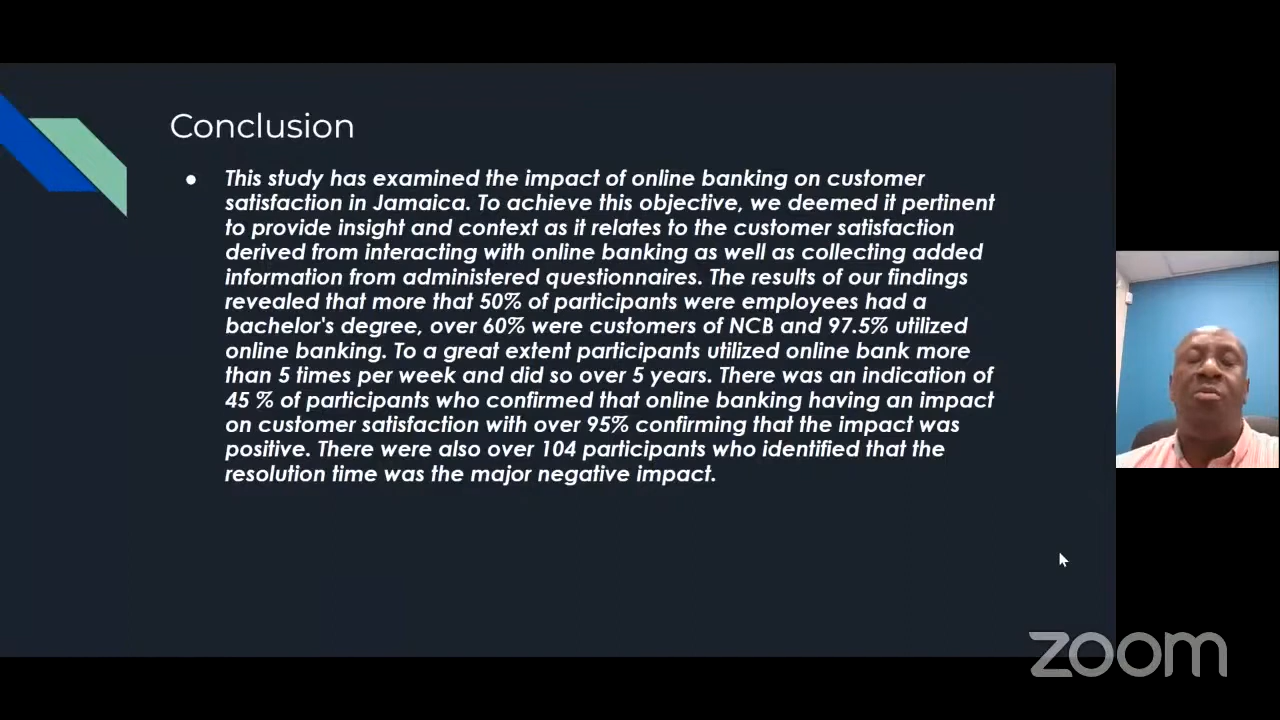 Conclusion
● This study has examined the impact of online banking on customer
satisfaction in Jamaica. To achieve this objective, we deemed it pertinent
to provide insight and context as it relates to the customer satisfaction
derived from interacting with online banking as well as collecting added
information from administered questionnaires. The results of our findings
revealed that more that 50% of participants were employees had a
bachelor's degree, over 60% were customers of NCB and 97.5% utilized
online banking. To a great extent participants utilized online bank more
than 5 times per week and did so over 5 years. There was an indication of
45 % of participants who confirmed that online banking having an impact
on customer satisfaction with over 95% confirming that the impact was
positive. There were also over 104 participants who identified that the
resolution time was the major negative impact.
zoom